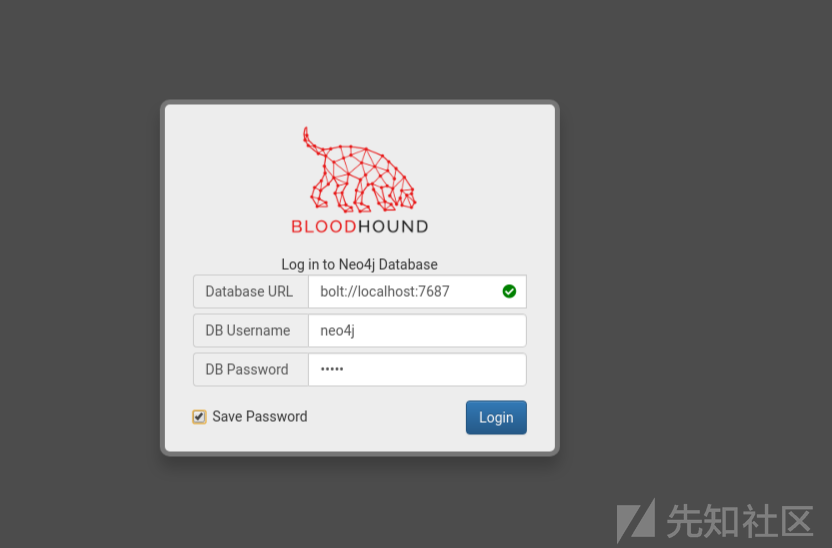 BLOODHOUND
Log in to Neo4j Database
Database URL bolt://localhost:7687
DB Username neo4j
DB Password •••••
Save Password Login
先知社区